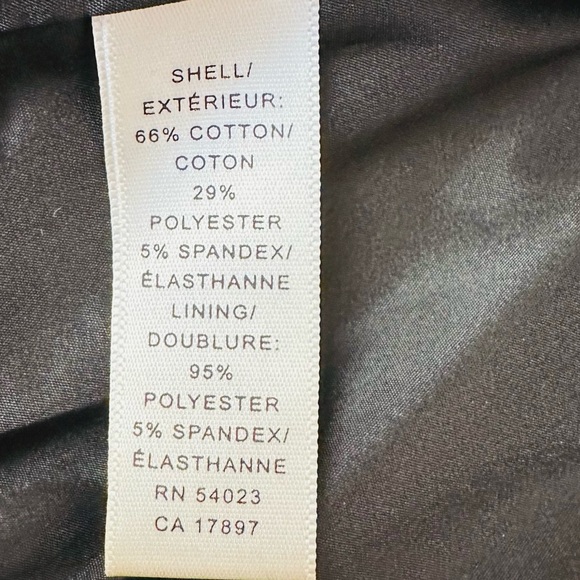 SHELL/
EXTÉRIEUR:
66% COTTON/
COTON
29%
POLYESTER
5% SPANDEX/
ÉLASTHANNE
LINING/
DOUBLURE:
95%
POLYESTER
5% SPANDEX/
ÉLASTHANNE
RN 54023
CA 17897